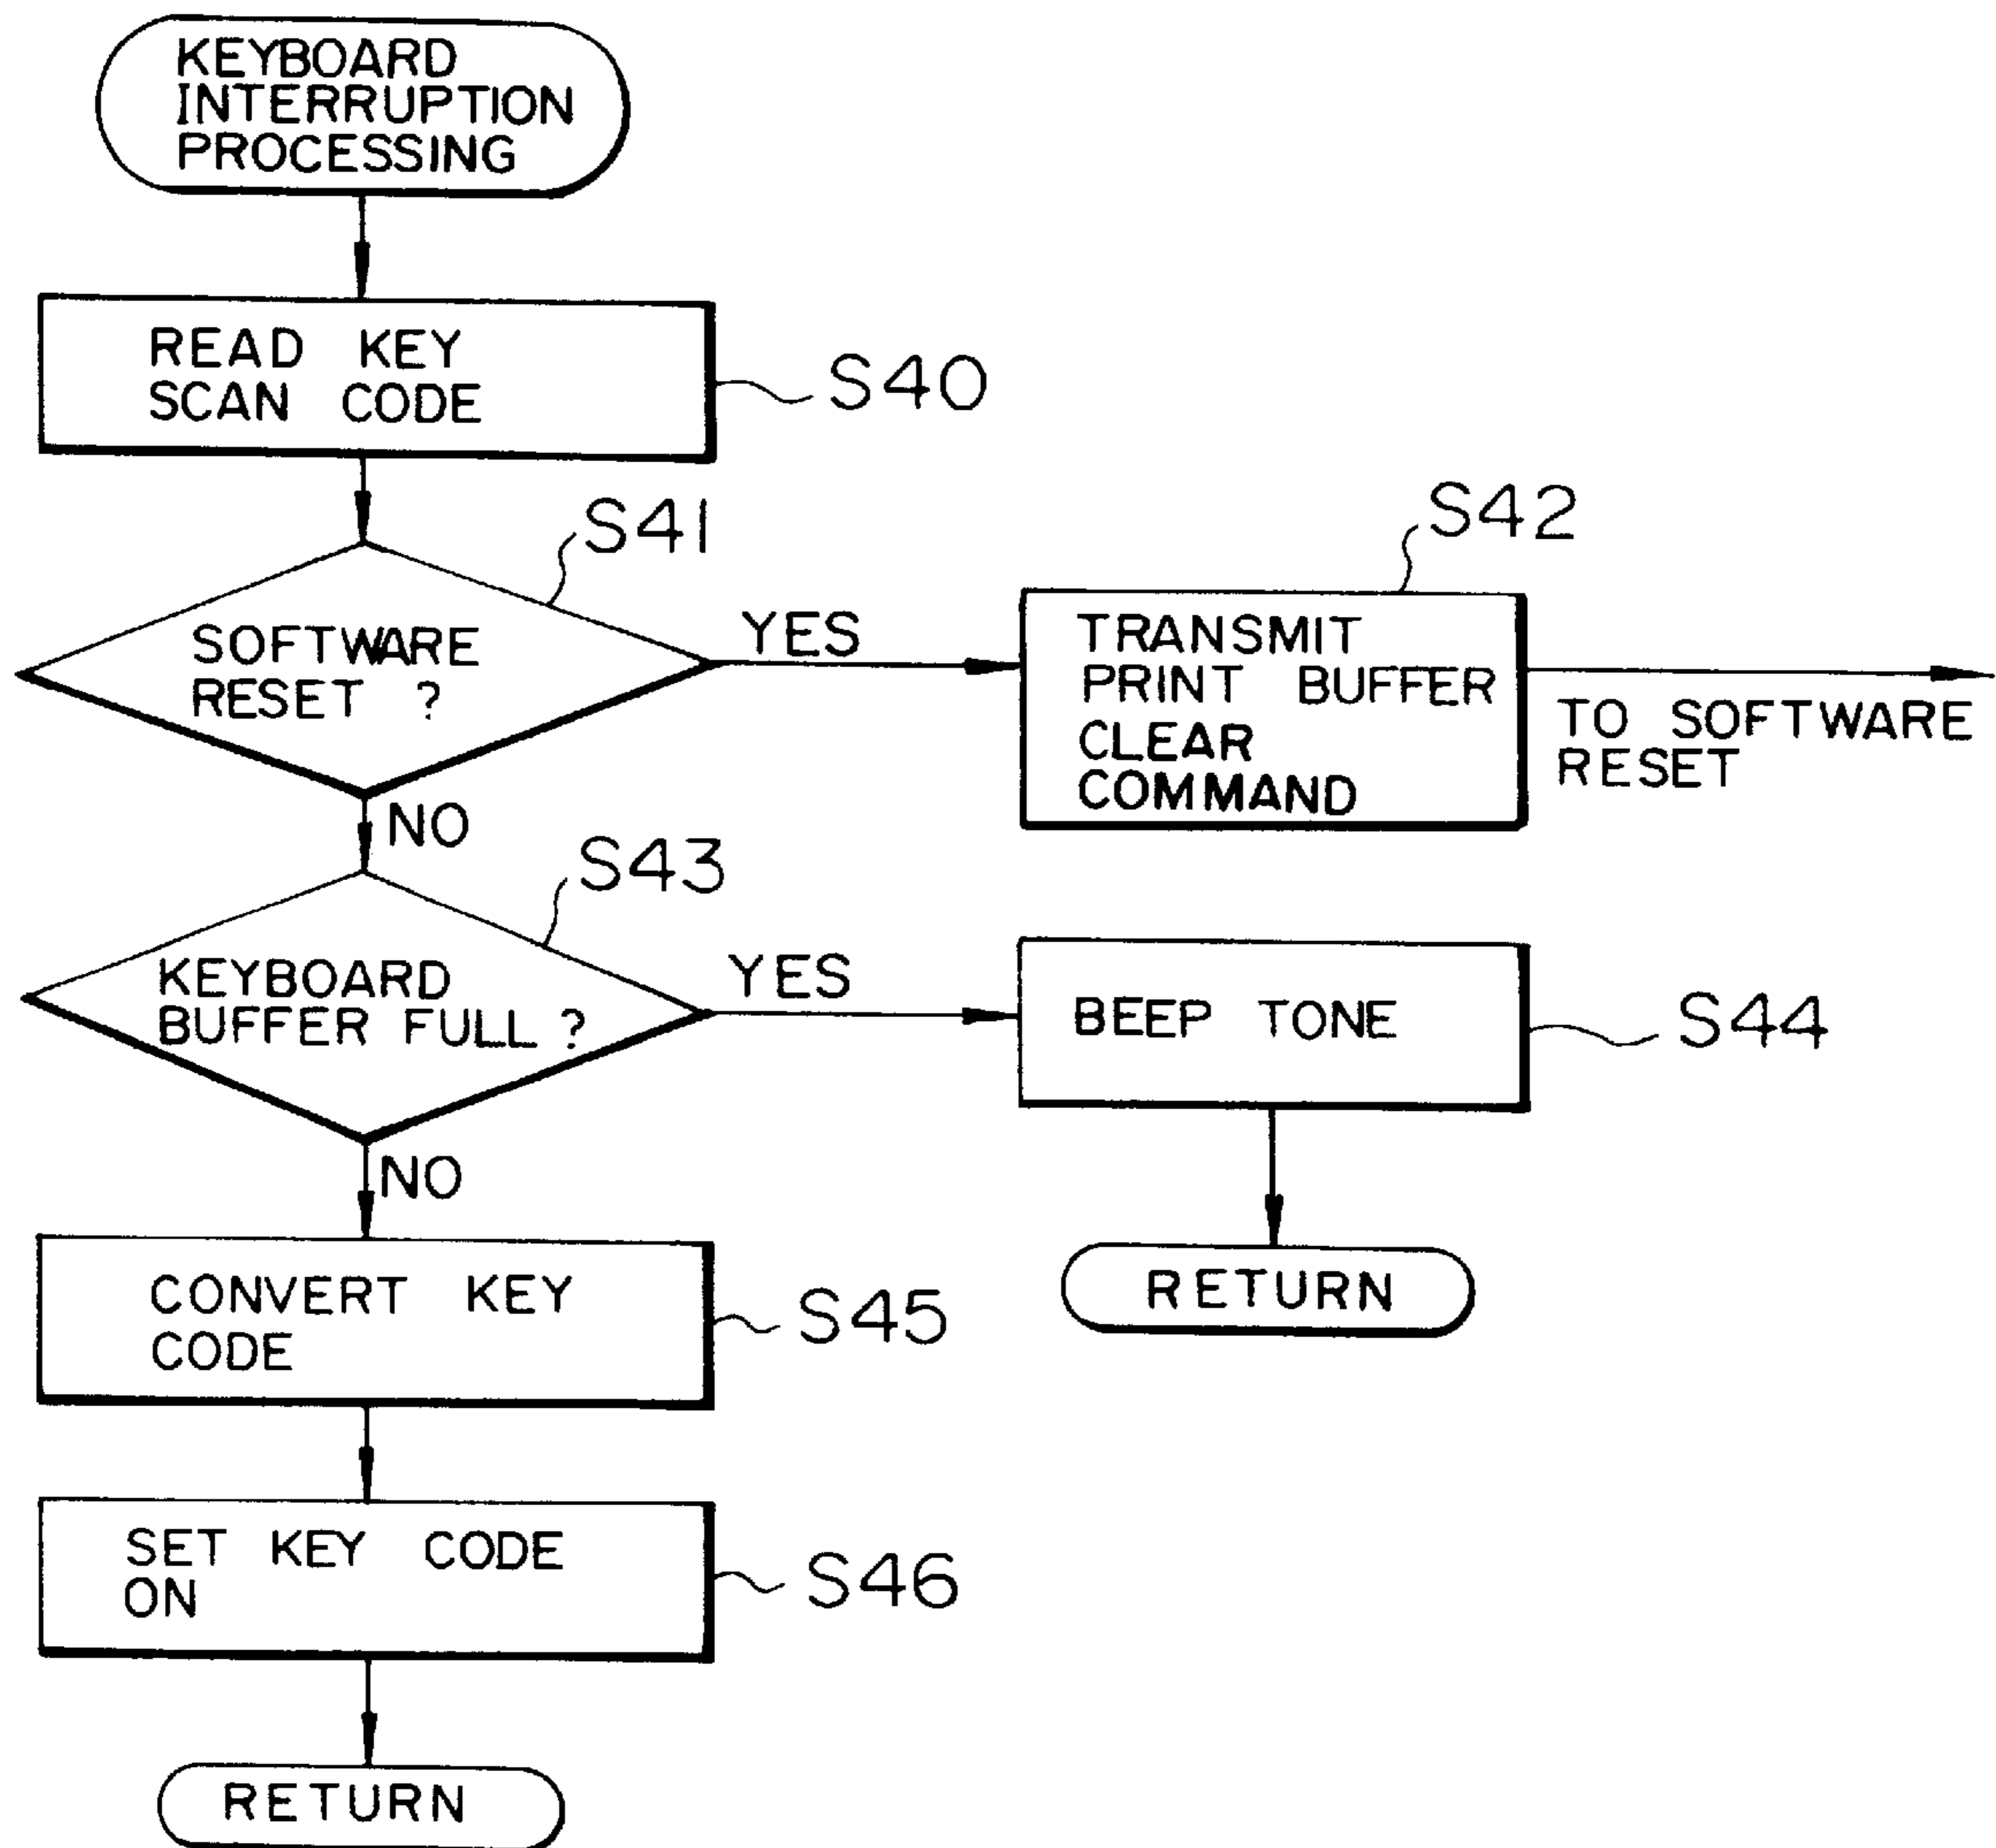 KEYBOARD
INTERRUPTION
PROCESSING
READ KEY
SCAN CODE
S40
S41
SOFTWARE
RESET ?
YES
S42
TRANSMIT
PRINT BUFFER
CLEAR
COMMAND
TO SOFTWARE
RESET
NO
S43
KEYBOARD
BUFFER FULL ?
YES
BEEP TONE
S44
RETURN
NO
CONVERT KEY
CODE
S45
SET KEY CODE
ON
S46
RETURN